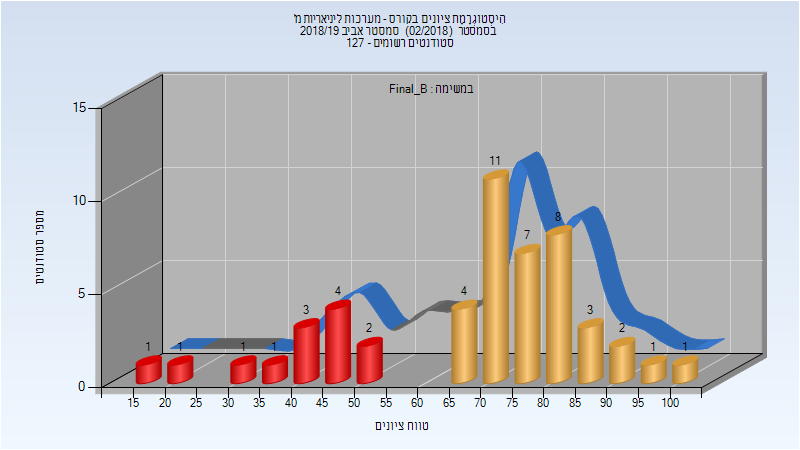 היסטוגרמת ציונים בקורס - מערכות ליניאריות מ'
בסמסטר (02/2018) סמסטר אביב 2018/19
סטודנטים רשומים - 127
במשימה : Final_B
מספר סטודנטים
15
10
5
0
1
1
1
1
3
4
2
4
11
7
8
3
2
1
1
15 20 25 30 35 40 45 50 55 60 65 70 75 80 85 90 95 100
טווח ציונים